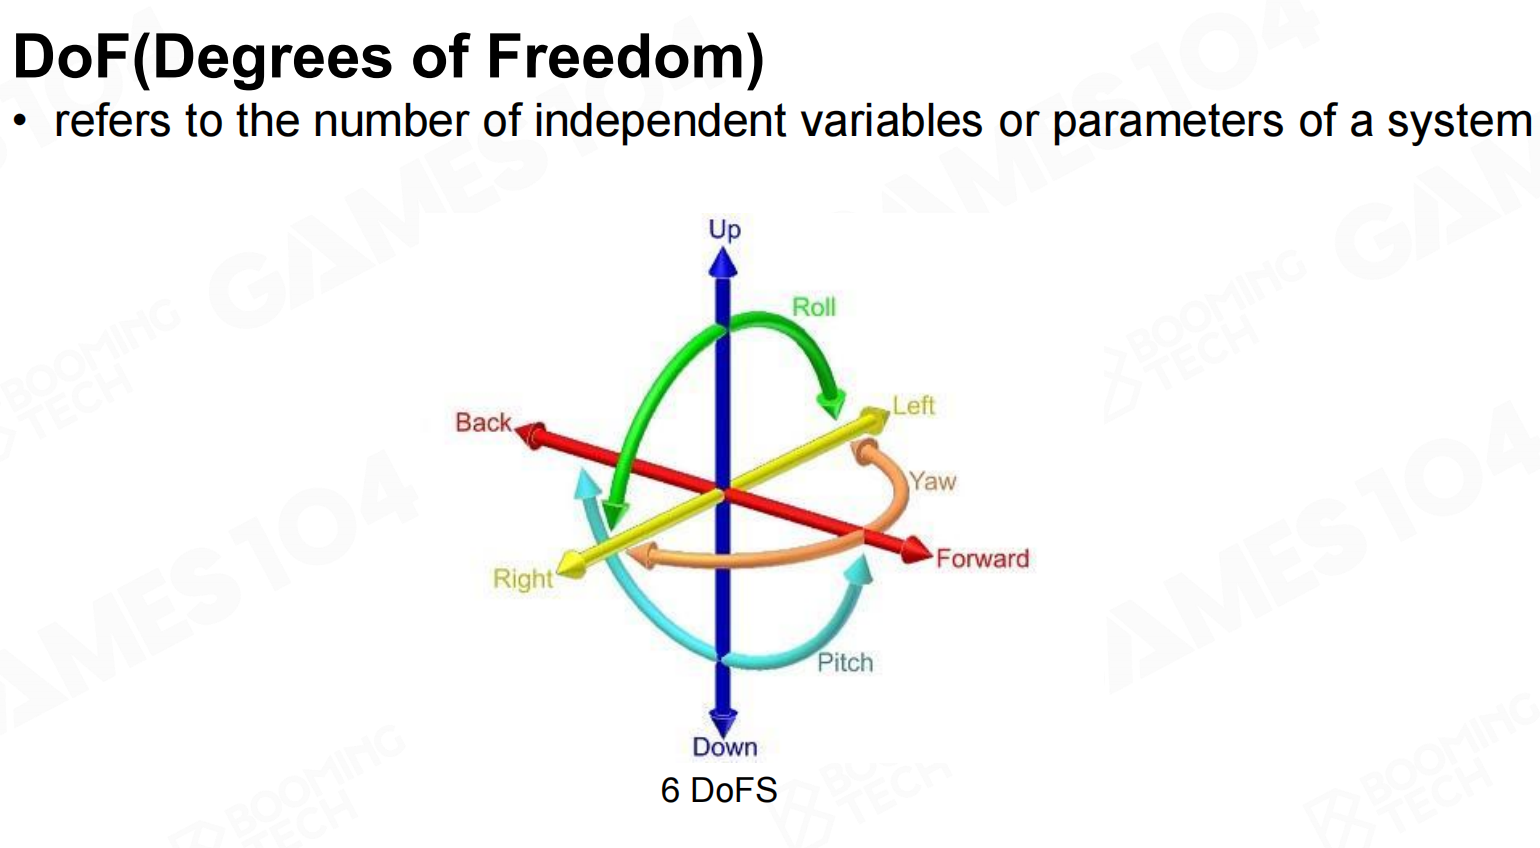 DoF(Degrees of Freedom)
• refers to the number of independent variables or parameters of a system
Up
Roll
Left
Back
Yaw
Forward
Right
Pitch
Down
6 DoFS
GAMES104
BOOMING
TECH